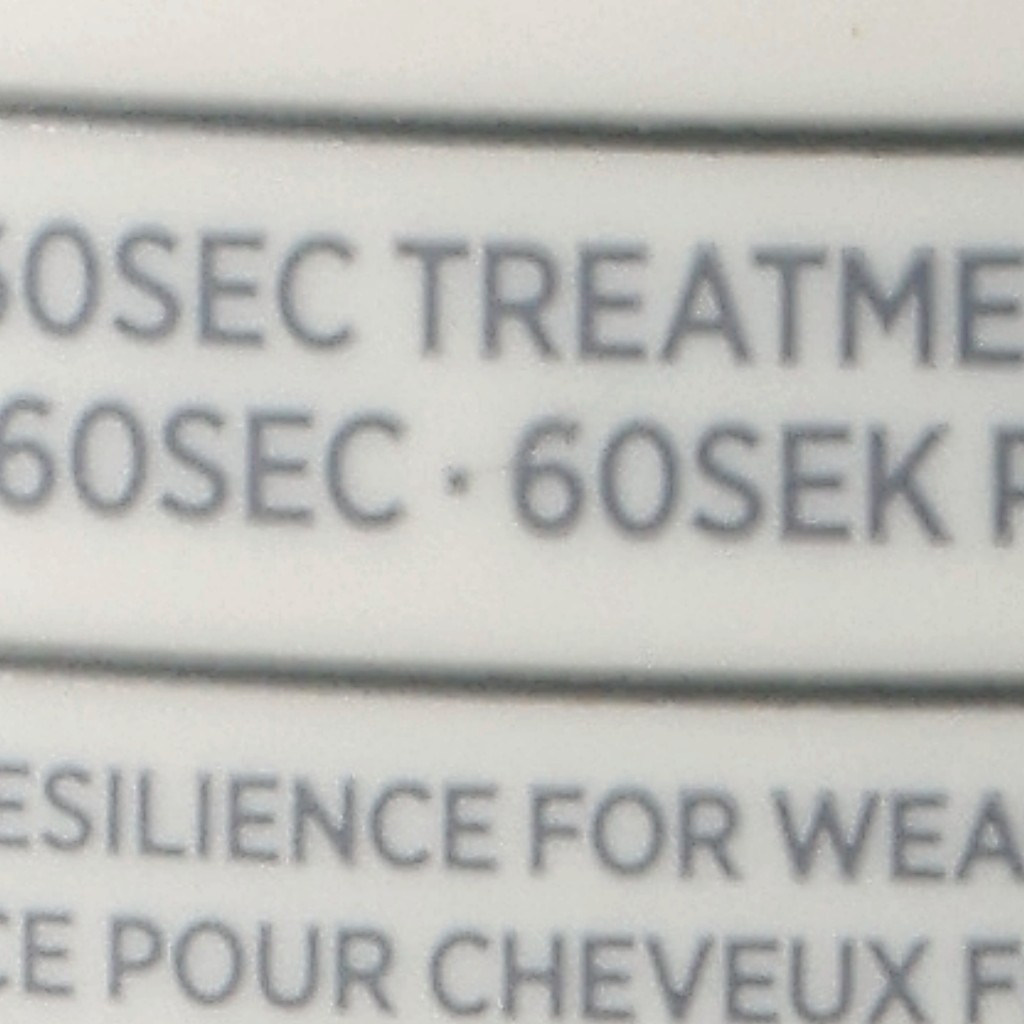 60SEC TREATME
60SEC · 60SEK
ESILIENCE FOR WEA
CE POUR CHEVEUX F